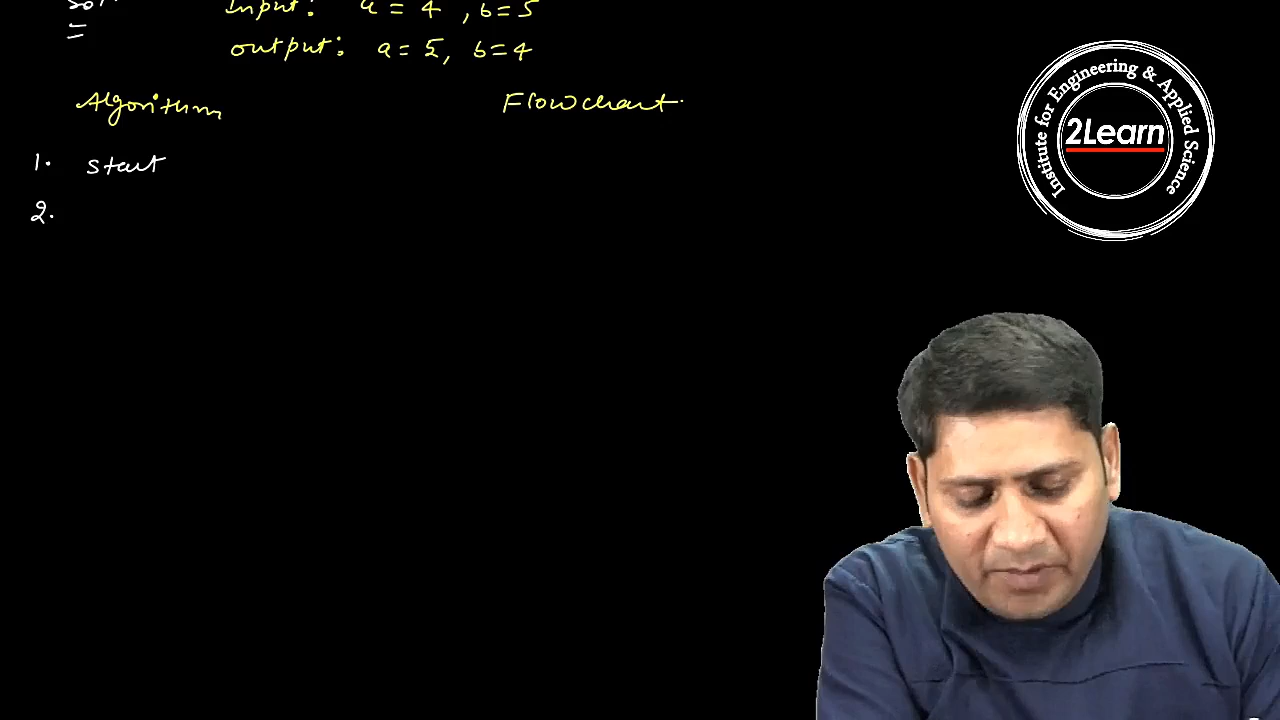 Input: a = 4, b = 5
=
output: a = 5, b = 4
Algorithm
Flowchart
1. start
2.
Institute for Engineering & Applied Science
2Learn